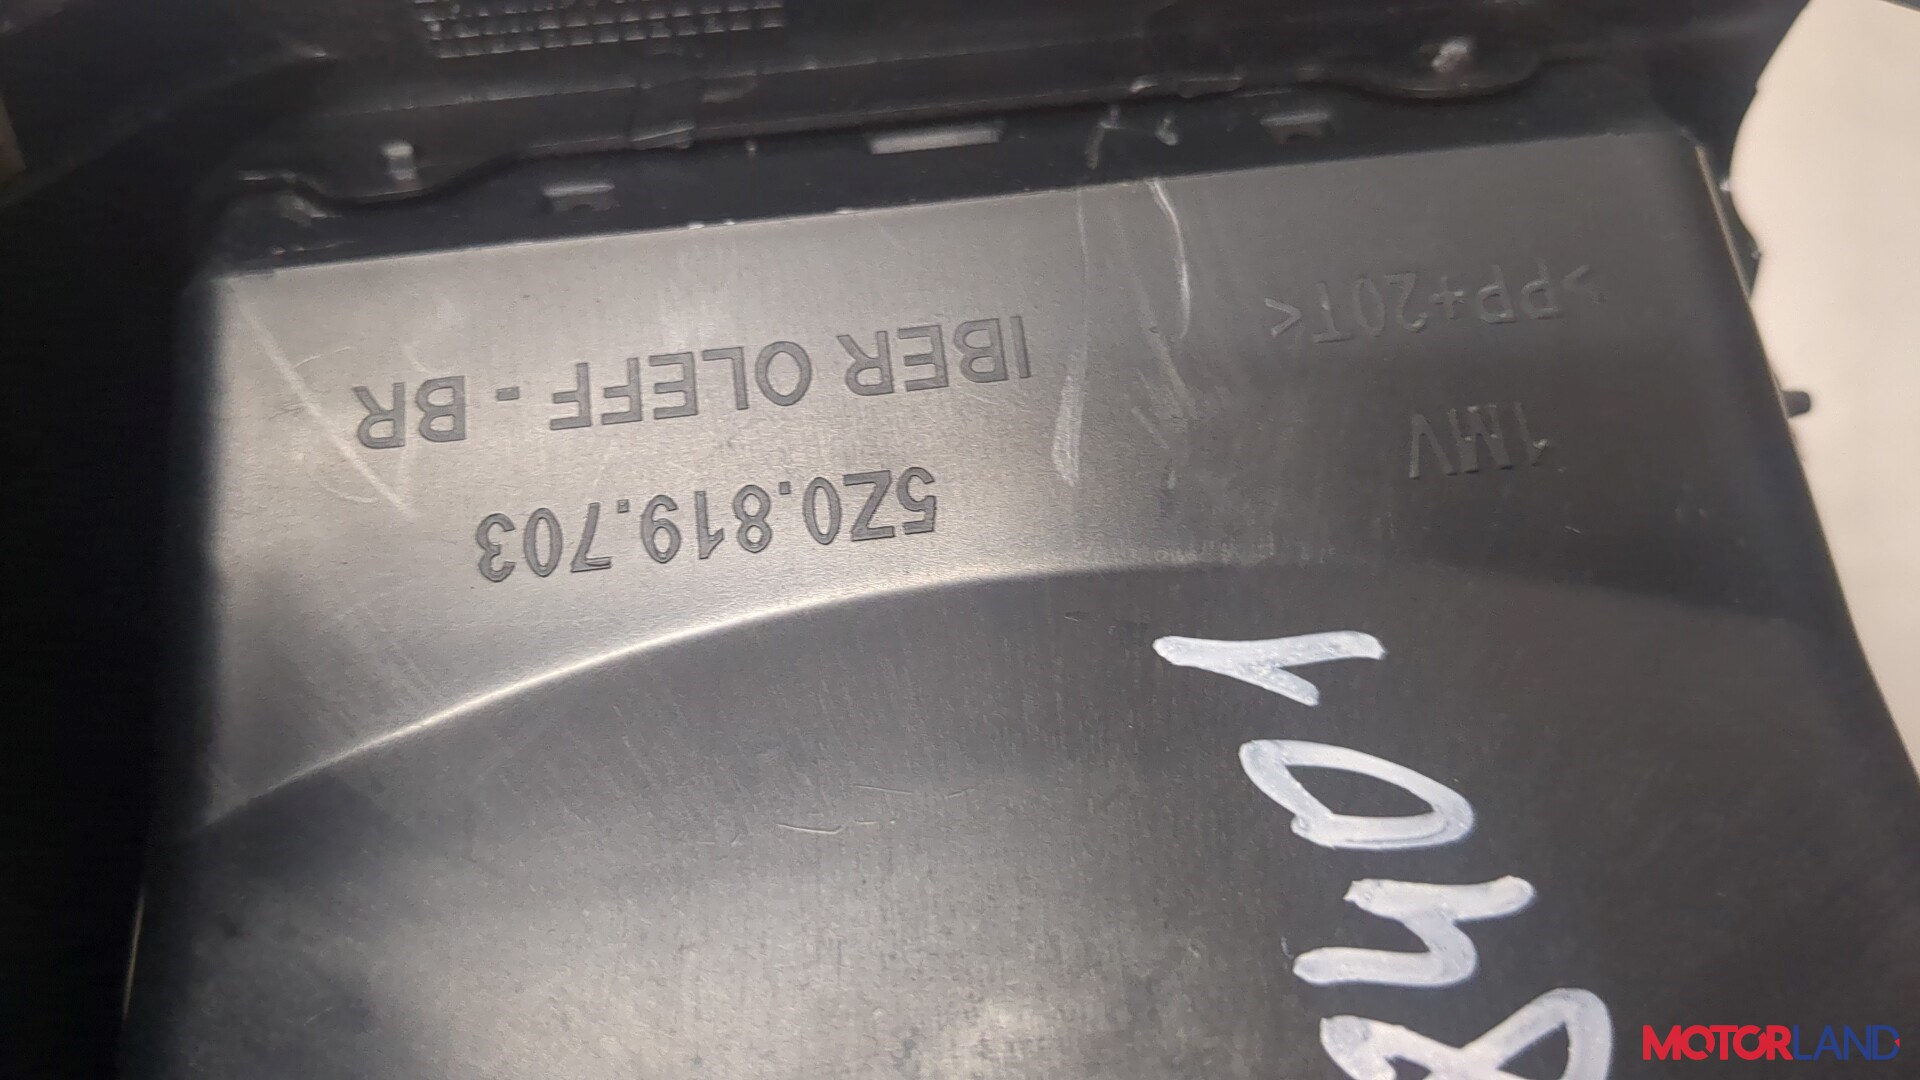 >PP+20T<
1MV
IBER OLEFF - BR
5Z0.819.703
MOTORLAND